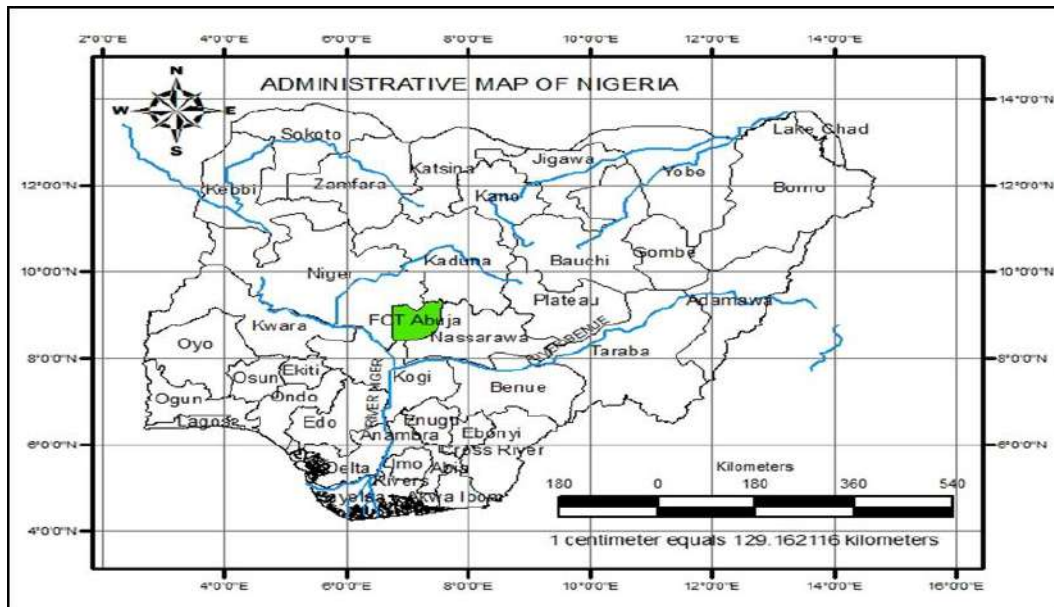 2°0'0"E 4°0'0"E 6°0'0"E 8°0'0"E 10°0'0"E 12°0'0"E 14°0'0"E
N
W E
S
ADMINISTRATIVE MAP OF NIGERIA
14°0'0"N 14°0'0"N
Sokoto
Lake Chad
Katsina
Jigawa
Kebbi
Zamfara
Kano
Yobe
Borno
12°0'0"N 12°0'0"N
Gombe
Bauchi
Kaduna
Niger
10°0'0"N 10°0'0"N
Plateau
Adamawa
FCT Abuja
Kwara
Nassarawa
RIVER BENUE
Oyo
Taraba
8°0'0"N 8°0'0"N
Ekiti
Osun
Kogi
Benue
RIVER NIGER
Ogun
Ondo
Lagos
Edo
Enugu
Anambra
Ebonyi
6°0'0"N 6°0'0"N
Cross River
Delta
Imo
Abia
Rivers
Bayelsa
Akwa Ibom
Kilometers
180 0 180 360 540
1 centimeter equals 129.162116 kilometers
4°0'0"N 4°0'0"N
4°0'0"E 6°0'0"E 8°0'0"E 10°0'0"E 12°0'0"E 14°0'0"E 16°0'0"E